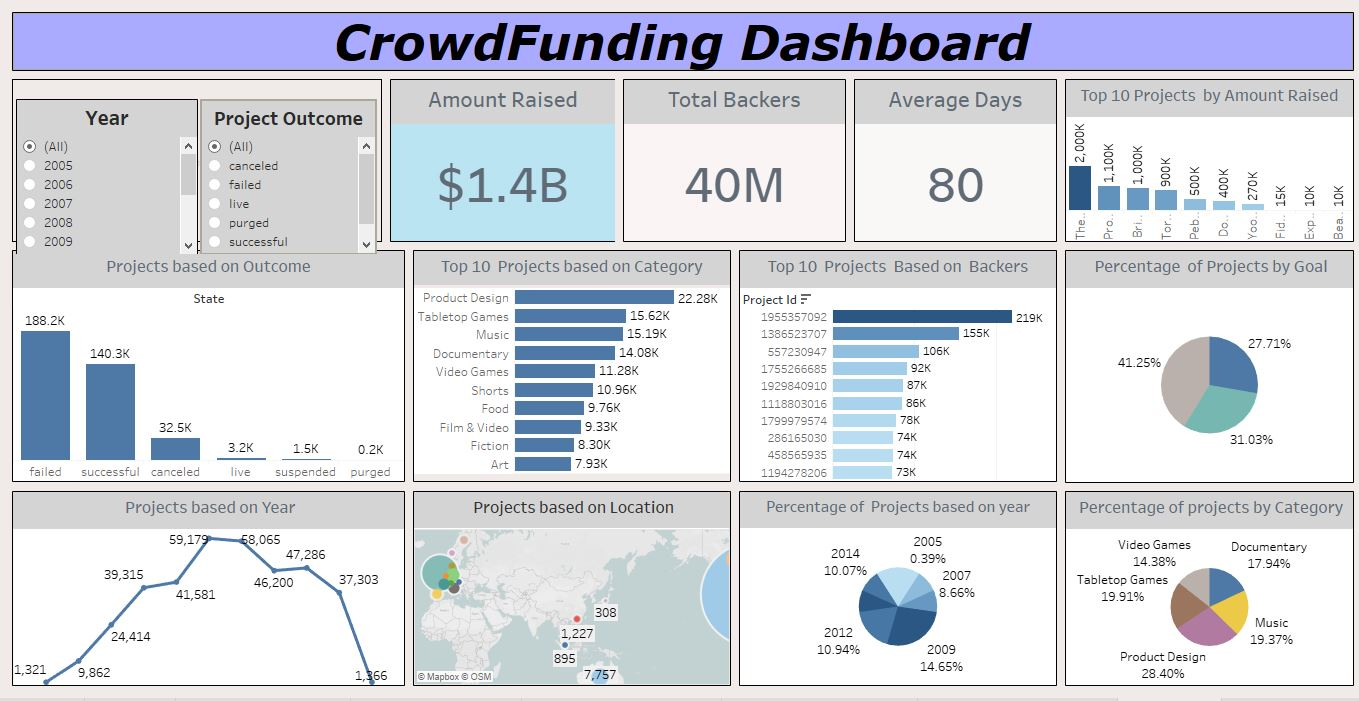 CrowdFunding Dashboard
Year
(All)
2005
2006
2007
2008
2009
Project Outcome
(All)
canceled
failed
live
purged
successful
Amount Raised
$1.4B
Total Backers
40M
Average Days
80
Top 10 Projects by Amount Raised
2,000K
1,100K
1,000K
900K
500K
400K
270K
15K
10K
10K
The..
Pro..
Bri..
Tor..
Peb..
Do..
Yoo..
Fid..
Exp..
Bea..
Projects based on Outcome
State
188.2K
140.3K
32.5K
3.2K
1.5K
0.2K
failed
successful
canceled
live
suspended
purged
Top 10 Projects based on Category
Product Design 22.28K
Tabletop Games 15.62K
Music 15.19K
Documentary 14.08K
Video Games 11.28K
Shorts 10.96K
Food 9.76K
Film & Video 9.33K
Fiction 8.30K
Art 7.93K
Top 10 Projects Based on Backers
Project Id
1955357092 219K
1386523707 155K
557230947 106K
1755266685 92K
1929840910 87K
1118803016 86K
1799979574 78K
286165030 74K
458565935 74K
1194278206 73K
Percentage of Projects by Goal
27.71%
41.25%
31.03%
Projects based on Year
59,179
58,065
47,286
39,315
46,200
37,303
41,581
24,414
1,321
9,862
1,366
Projects based on Location
308
1,227
895
7,757
© Mapbox © OSM
Percentage of Projects based on year
2005
0.39%
2014
10.07%
2007
8.66%
2012
10.94%
2009
14.65%
Percentage of projects by Category
Video Games
14.38%
Documentary
17.94%
Tabletop Games
19.91%
Music
19.37%
Product Design
28.40%